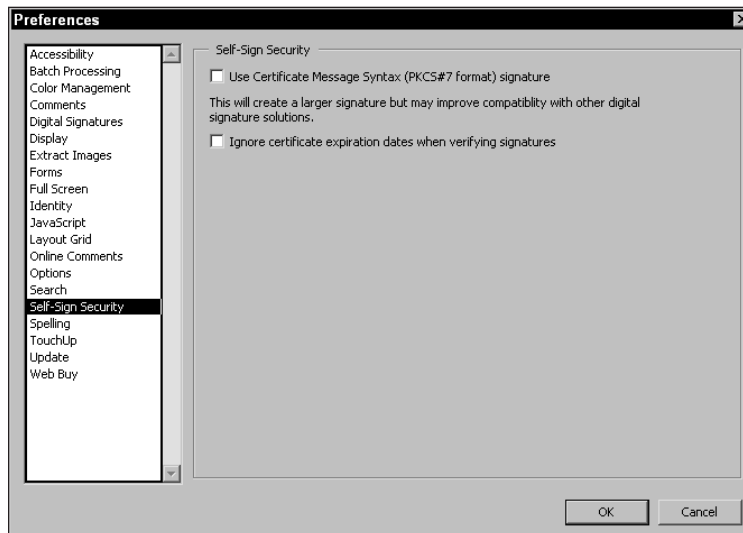 Preferences
Accessibility
Batch Processing
Color Management
Comments
Digital Signatures
Display
Extract Images
Forms
Full Screen
Identity
JavaScript
Layout Grid
Online Comments
Options
Search
Self-Sign Security
Spelling
TouchUp
Update
Web Buy
Self-Sign Security
Use Certificate Message Syntax (PKCS#7 format) signature
This will create a larger signature but may improve compatiblity with other digital
signature solutions.
Ignore certificate expiration dates when verifying signatures
OK
Cancel